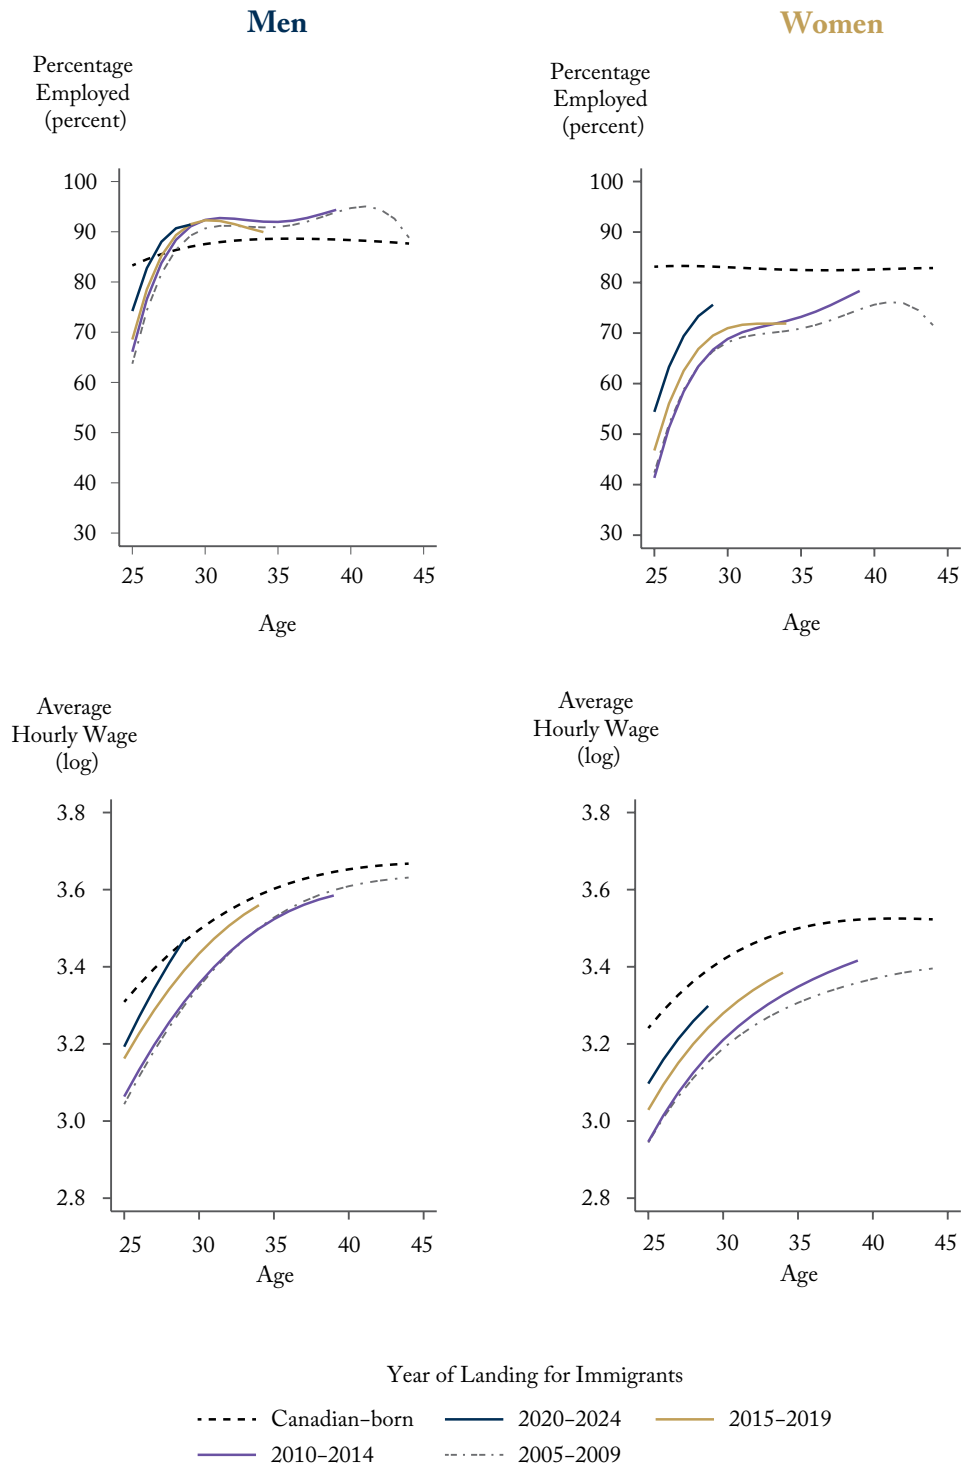 Men
Women
Percentage
Employed
(percent)
Percentage
Employed
(percent)
100
90
80
70
60
50
40
30
25 30 35 40 45
Age
100
90
80
70
60
50
40
30
25 30 35 40 45
Age
Average
Hourly Wage
(log)
Average
Hourly Wage
(log)
3.8
3.6
3.4
3.2
3.0
2.8
25 30 35 40 45
Age
3.8
3.6
3.4
3.2
3.0
2.8
25 30 35 40 45
Age
Year of Landing for Immigrants
Canadian–born 2020–2024 2015–2019
2010–2014 2005–2009